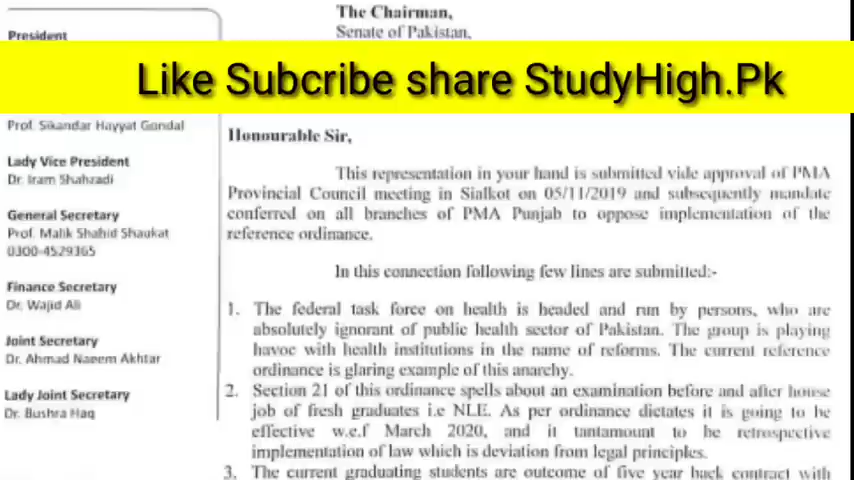 The Chairman,
Senate of Pakistan,
President
Like Subcribe share StudyHigh.Pk
Prof. Sikandar Hayyat Gondal
Lady Vice President
Dr. Iram Shahzadi
General Secretary
Prof. Malik Shahid Shaukat
0300-4529365
Finance Secretary
Dr. Wajid Ali
Joint Secretary
Dr. Ahmad Naeem Akhtar
Lady Joint Secretary
Dr. Bushra Haq
Honourable Sir,
This representation in your hand is submitted vide approval of PMA
Provincial Council meeting in Sialkot on 05/11/2019 and subsequently mandate
conferred on all branches of PMA Punjab to oppose implementation of the
reference ordinance.
In this connection following few lines are submitted:-
1. The federal task force on health is headed and run by persons, who are
absolutely ignorant of public health sector of Pakistan. The group is playing
havoc with health institutions in the name of reforms. The current reference
ordinance is glaring example of this anarchy.
2. Section 21 of this ordinance spells about an examination before and after house
job of fresh graduates i.e NLE. As per ordinance dictates it is going to be
effective w.e.f March 2020, and it tantamount to be retrospective
implementation of law which is deviation from legal principles.
3. The current graduating students are outcome of five year back contract with